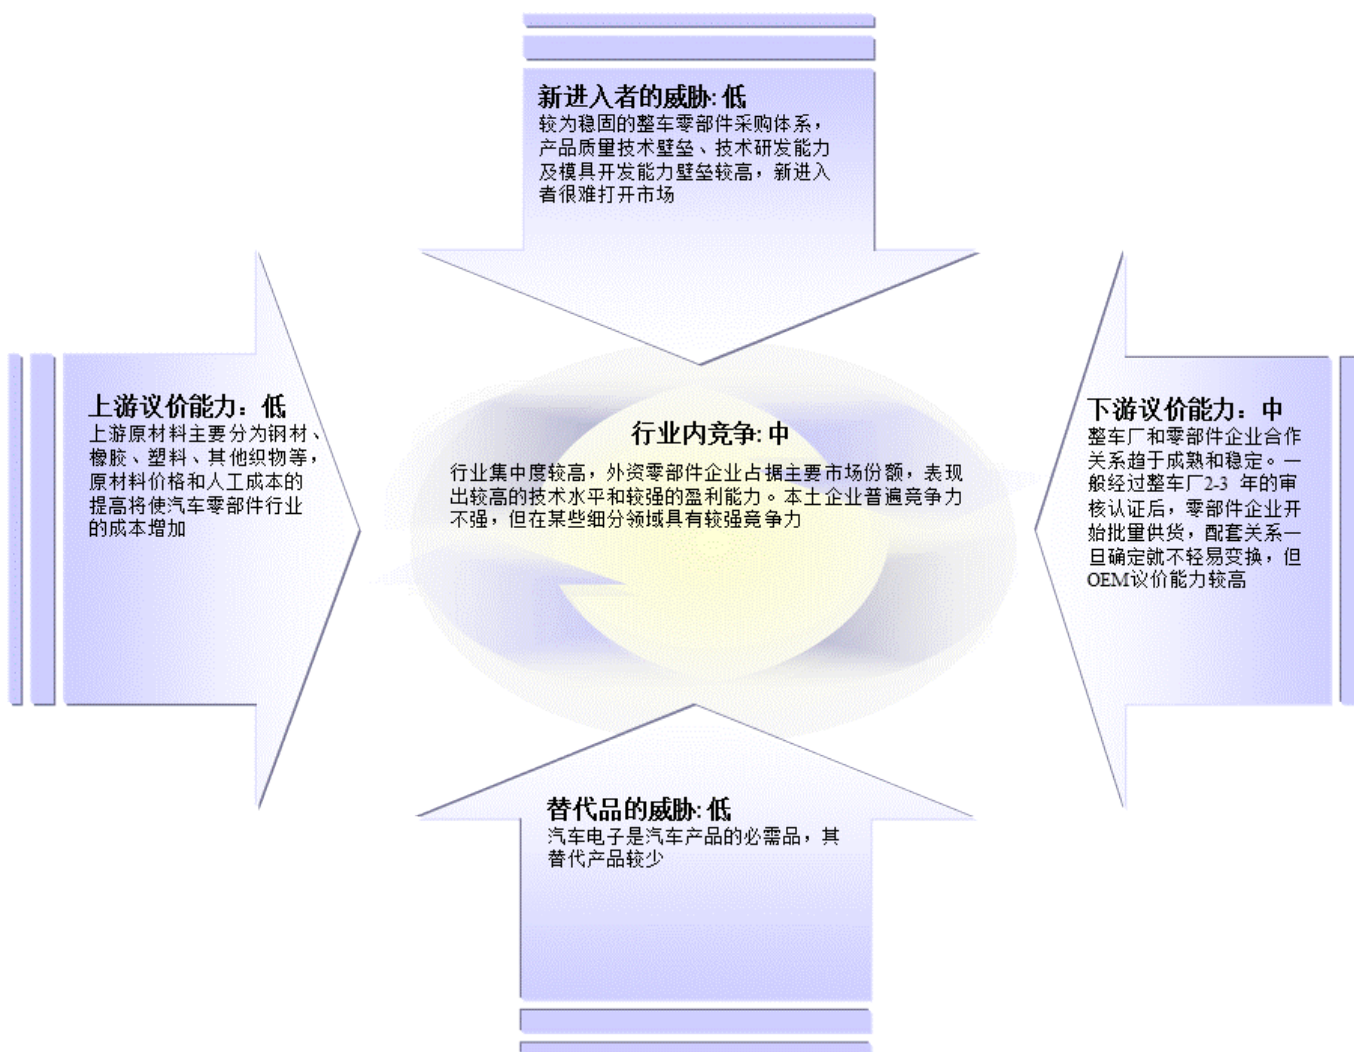 新进入者的威胁: 低
较为稳固的整车零部件采购体系，
产品质量技术壁垒、技术研发能力
及模具开发能力壁垒较高，新进入
者很难打开市场
上游议价能力：低
上游原材料主要分为钢材、
橡胶、塑料、其他织物等，
原材料价格和人工成本的
提高将使汽车零部件行业
的成本增加
行业内竞争: 中
行业集中度较高，外资零部件企业占据主要市场份额，表现
出较高的技术水平和较强的盈利能力。本土企业普遍竞争力
不强，但在某些细分领域具有较强竞争力
下游议价能力：中
整车厂和零部件企业合作
关系趋于成熟和稳定。一
般经过整车厂2-3 年的审
核认证后，零部件企业开
始批量供货，配套关系一
旦确定就不轻易变换，但
OEM议价能力较高
替代品的威胁: 低
汽车电子是汽车产品的必需品，其
替代产品较少